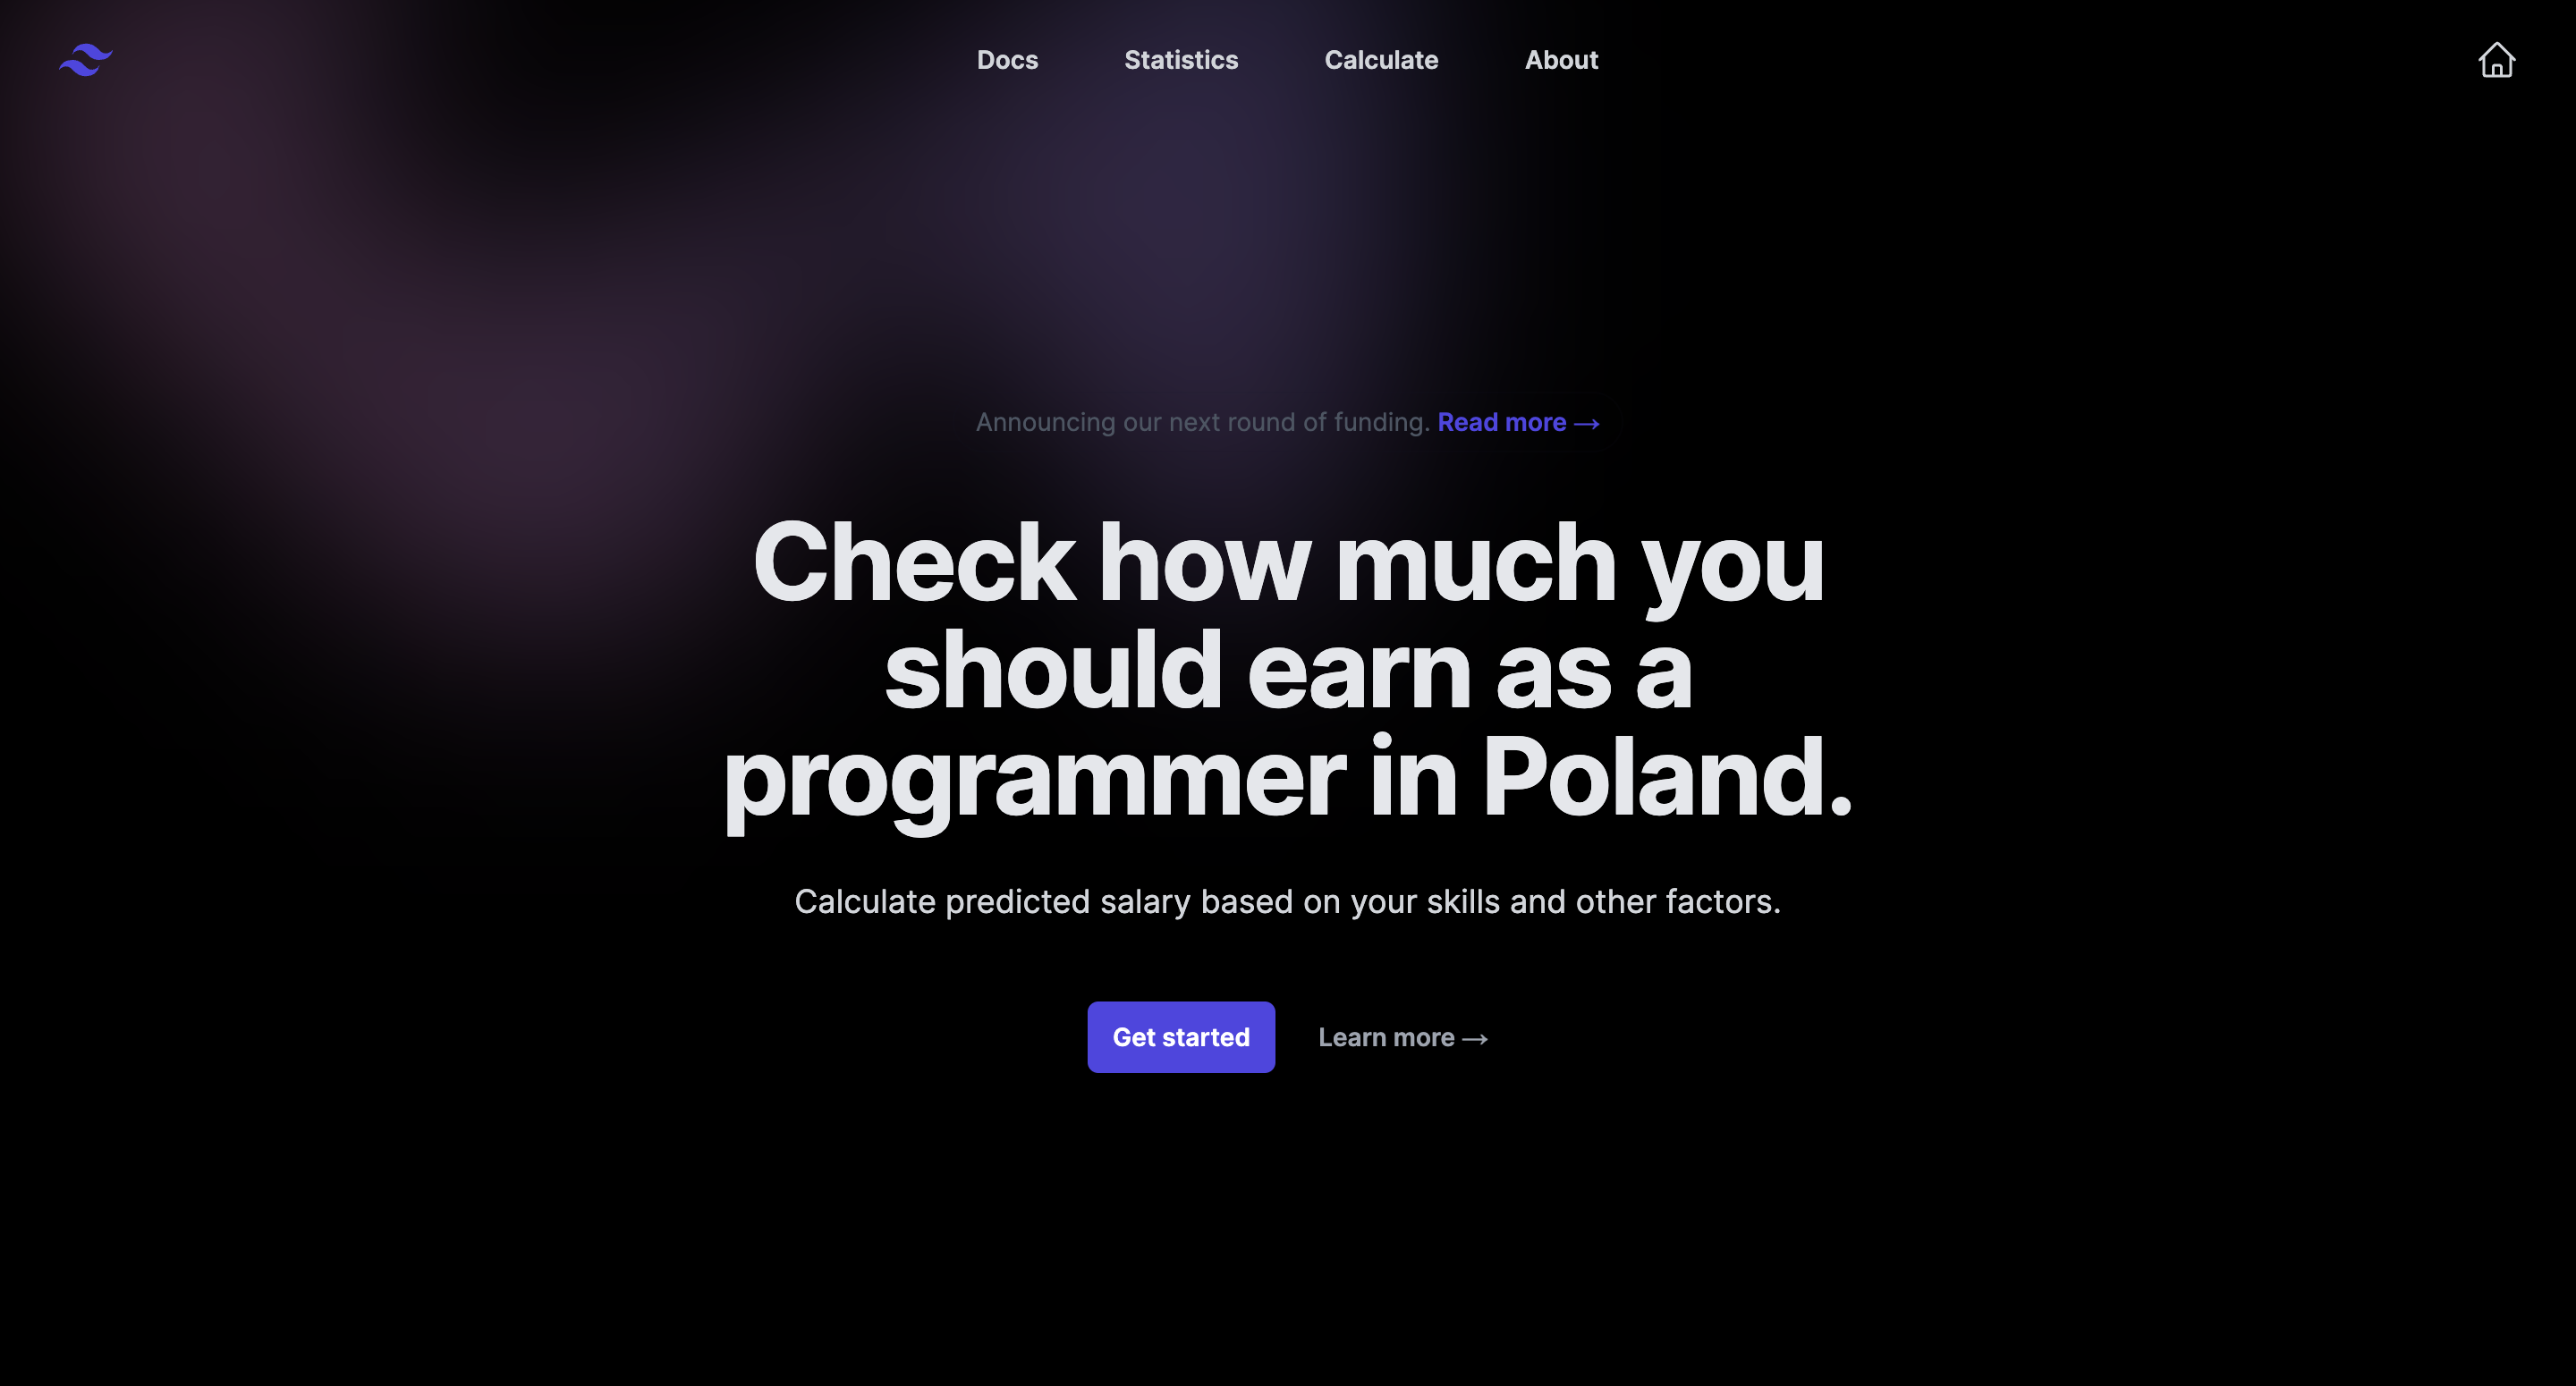 Docs Statistics Calculate About
Announcing our next round of funding. Read more →
Check how much you
should earn as a
programmer in Poland.
Calculate predicted salary based on your skills and other factors.
Get started Learn more →